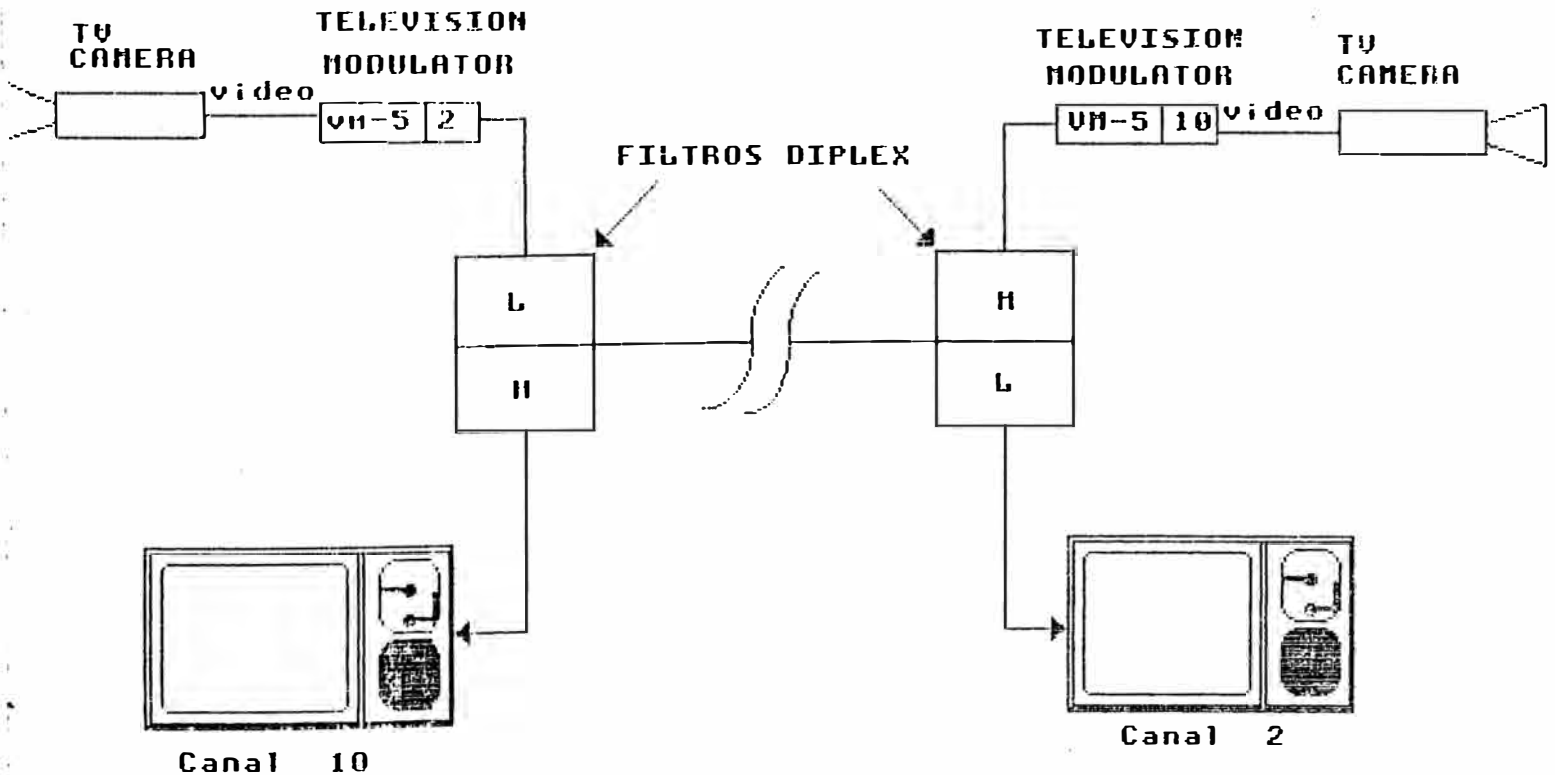 TV
CAMERA
video
TELEVISION
MODULATOR
VM-5 2
FILTROS DIPLEX
TELEVISION
MODULATOR
VM-5 10
video
TV
CAMERA
L
H
H
L
Canal 10
Canal 2